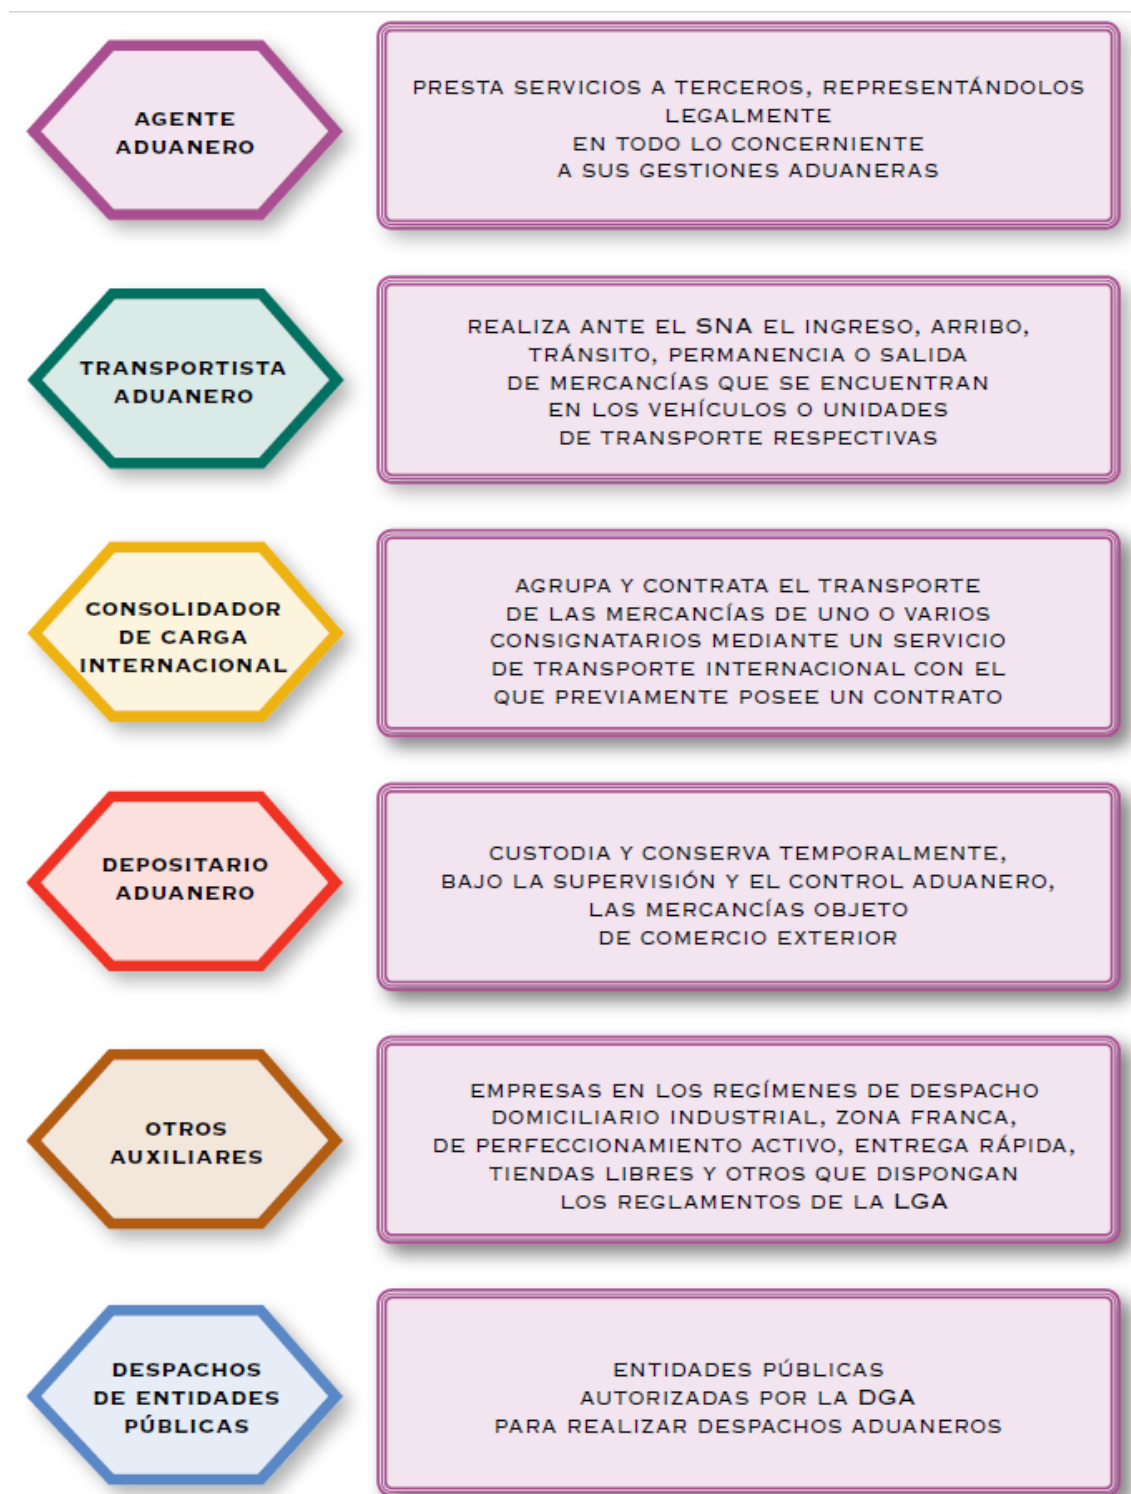 AGENTE
ADUANERO
PRESTA SERVICIOS A TERCEROS, REPRESENTÁNDOLOS
LEGALMENTE
EN TODO LO CONCERNIENTE
A SUS GESTIONES ADUANERAS
TRANSPORTISTA
ADUANERO
REALIZA ANTE EL SNA EL INGRESO, ARRIBO,
TRÁNSITO, PERMANENCIA O SALIDA
DE MERCANCÍAS QUE SE ENCUENTRAN
EN LOS VEHÍCULOS O UNIDADES
DE TRANSPORTE RESPECTIVAS
CONSOLIDADOR
DE CARGA
INTERNACIONAL
AGRUPA Y CONTRATA EL TRANSPORTE
DE LAS MERCANCÍAS DE UNO O VARIOS
CONSIGNATARIOS MEDIANTE UN SERVICIO
DE TRANSPORTE INTERNACIONAL CON EL
QUE PREVIAMENTE POSEE UN CONTRATO
DEPOSITARIO
ADUANERO
CUSTODIA Y CONSERVA TEMPORALMENTE,
BAJO LA SUPERVISIÓN Y EL CONTROL ADUANERO,
LAS MERCANCÍAS OBJETO
DE COMERCIO EXTERIOR
OTROS
AUXILIARES
EMPRESAS EN LOS REGÍMENES DE DESPACHO
DOMICILIARIO INDUSTRIAL, ZONA FRANCA,
DE PERFECCIONAMIENTO ACTIVO, ENTREGA RÁPIDA,
TIENDAS LIBRES Y OTROS QUE DISPONGAN
LOS REGLAMENTOS DE LA LGA
DESPACHOS
DE ENTIDADES
PÚBLICAS
ENTIDADES PÚBLICAS
AUTORIZADAS POR LA DGA
PARA REALIZAR DESPACHOS ADUANEROS